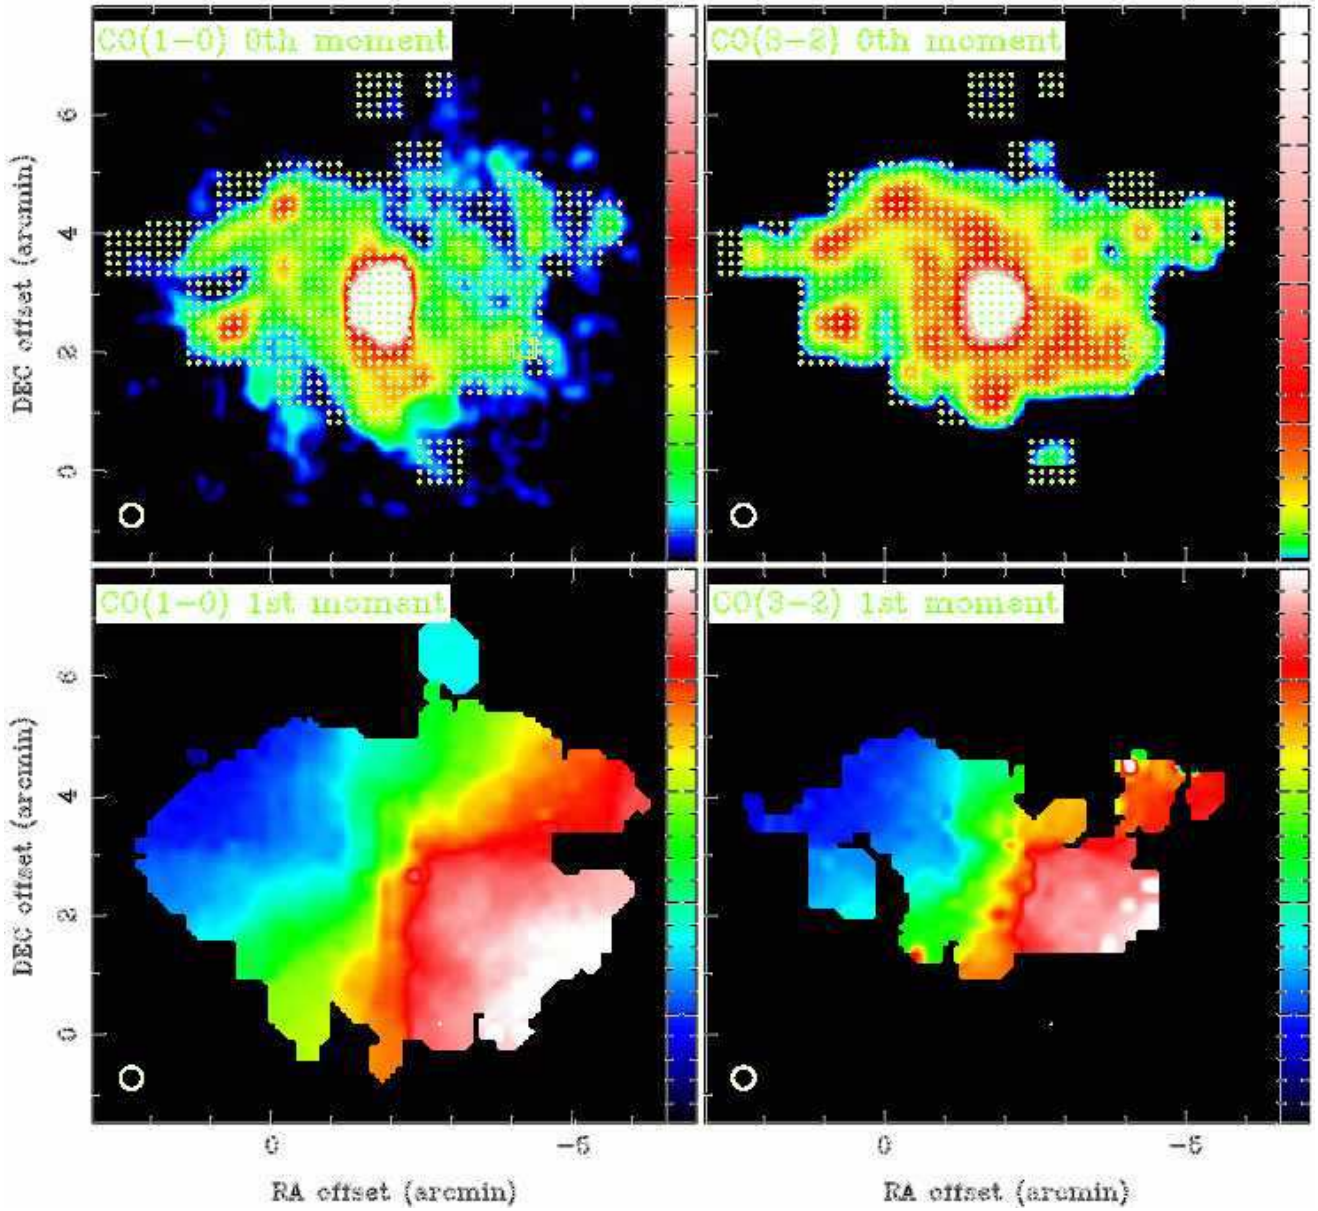 CO(1-0) 0th moment
CO(3-2) 0th moment
DEC offset (arcmin)
6
4
2
0
CO(1-0) 1st moment
CO(3-2) 1st moment
DEC offset (arcmin)
6
4
2
0
0
-5
0
-5
RA offset (arcmin)
RA offset (arcmin)